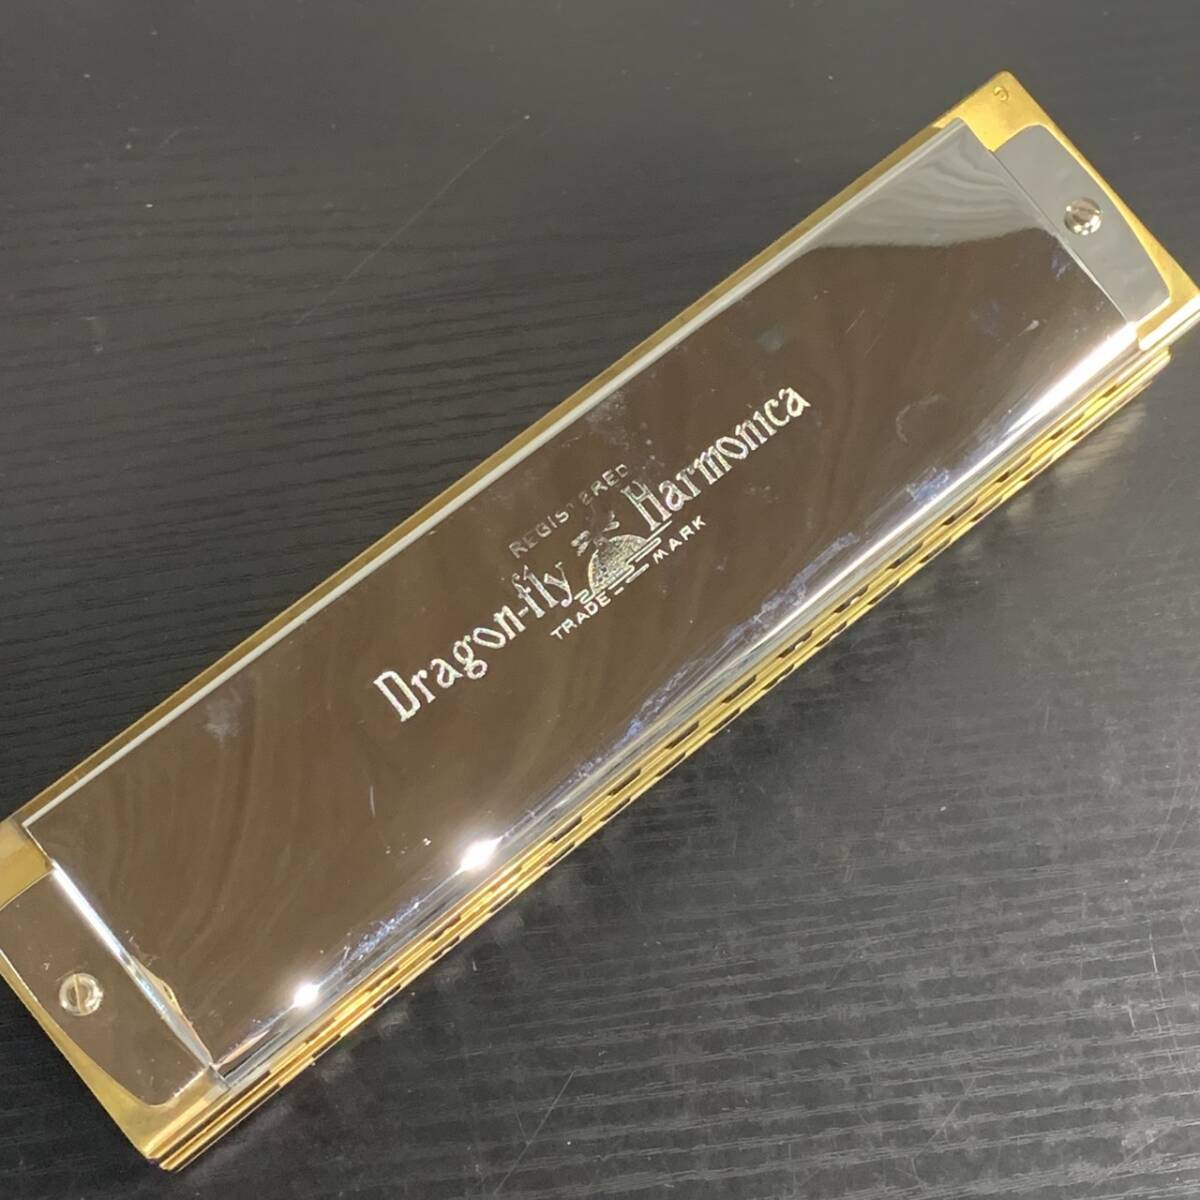 REGISTERED
Dragon-fly Harmonica
TRADE MARK